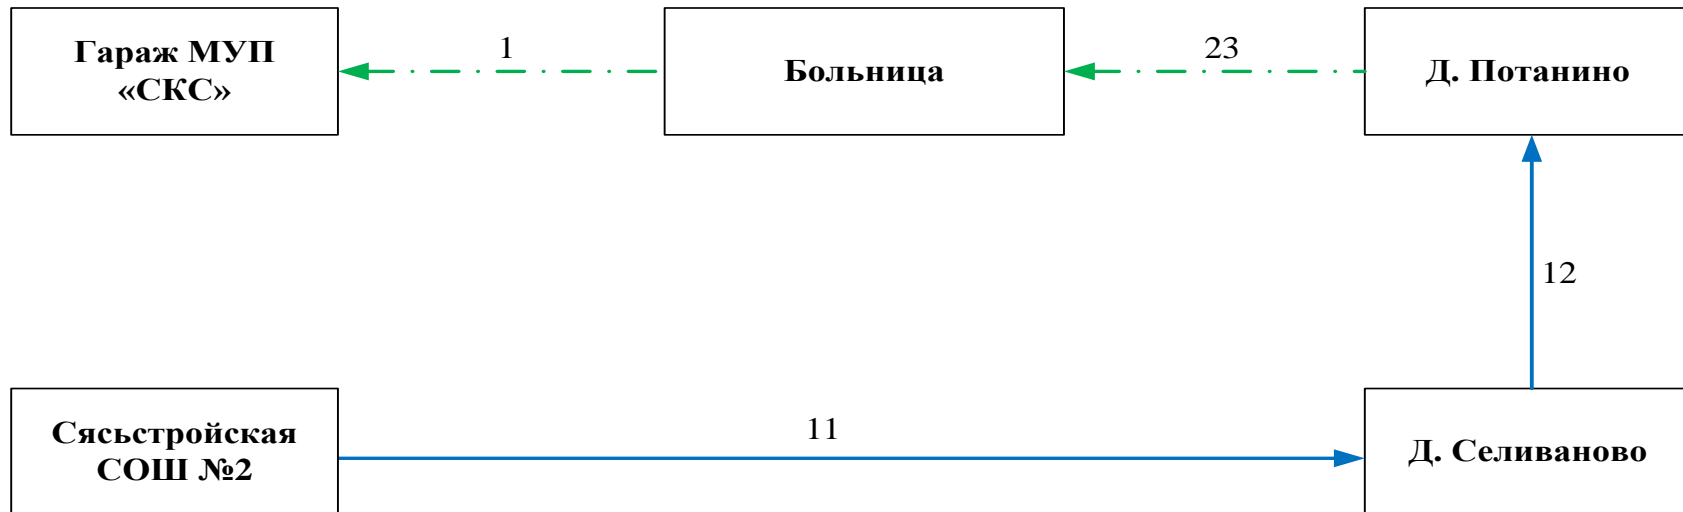 Гараж МУП
«СКС»
1
Больница
23
Д. Потанино
12
Сясьстройская
СОШ №2
11
Д. Селиваново